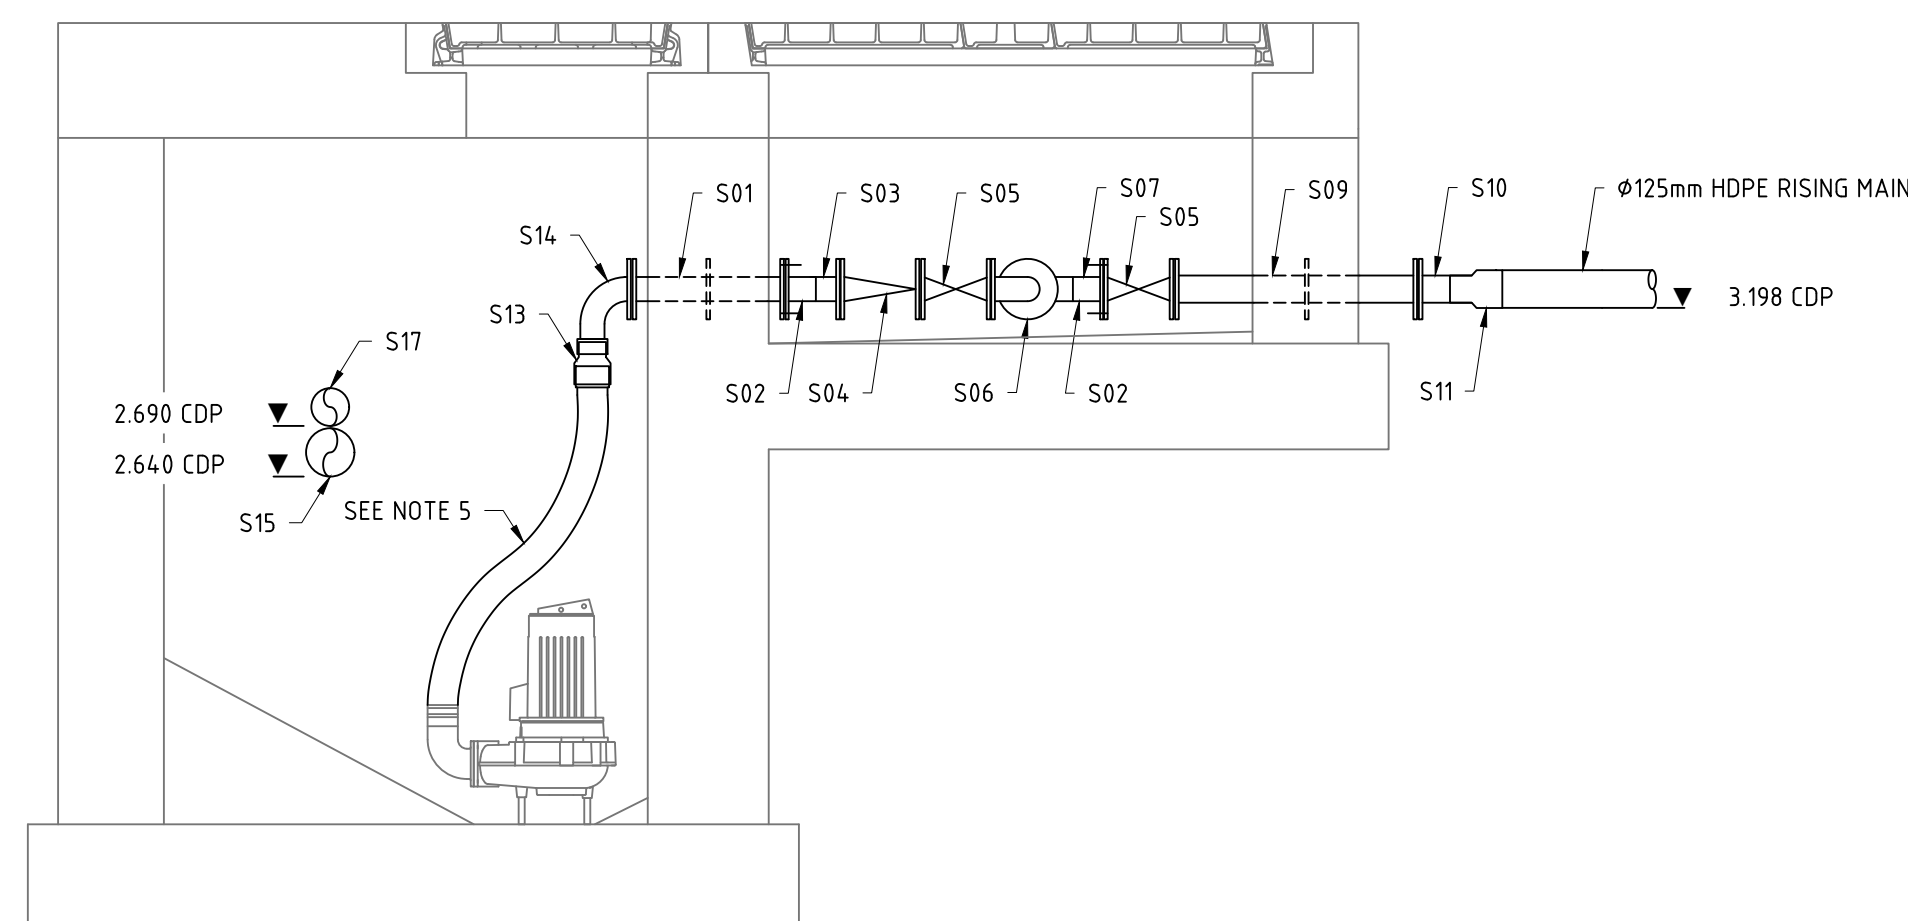 S01
S03
S05
S07
S05
S09
S10
Ø125mm HDPE RISING MAIN
S14
S13
3.198 CDP
S17
2.690 CDP
2.640 CDP
S15
SEE NOTE 5
S02
S04
S06
S02
S11